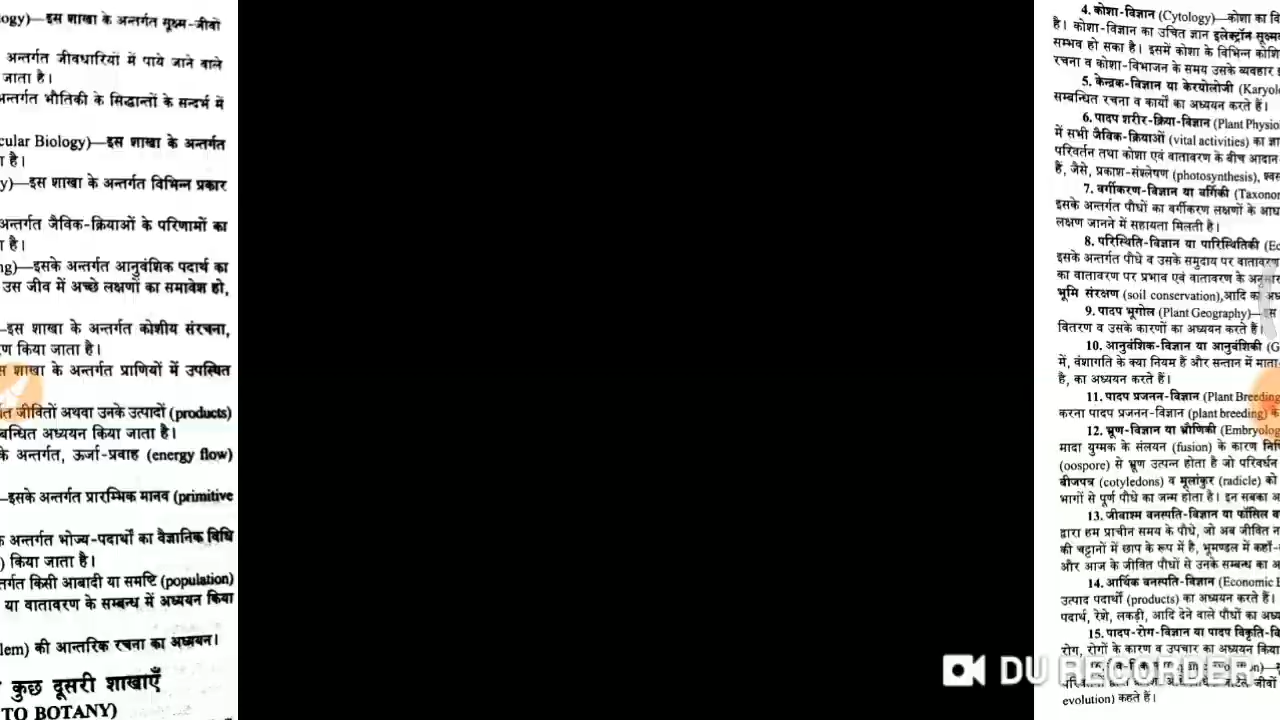 ogy)—इस शाखा के अन्तर्गत सूक्ष्म-जीवों
अन्तर्गत जीवधारियों में पाये जाने वाले
जाता है।
अन्तर्गत भौतिकी के सिद्धान्तों के सन्दर्भ में
cular Biology)—इस शाखा के अन्तर्गत
है।
y)—इस शाखा के अन्तर्गत विभिन्न प्रकार
अन्तर्गत जैविक-क्रियाओं के परिणामों का
है।
ng)—इसके अन्तर्गत आनुवंशिक पदार्थ का
उस जीव में अच्छे लक्षणों का समावेश हो,
—इस शाखा के अन्तर्गत कोशीय संरचना,
किया जाता है।
शाखा के अन्तर्गत प्राणियों में उपस्थित
जीवितों अथवा उनके उत्पादों (products)
अध्ययन किया जाता है।
के अन्तर्गत, ऊर्जा-प्रवाह (energy flow)
—इसके अन्तर्गत प्रारम्भिक मानव (primitive
अन्तर्गत भोज्य-पदार्थों का वैज्ञानिक विधि
) किया जाता है।
किसी आबादी या समष्टि (population)
या वातावरण के सम्बन्ध में अध्ययन किया
lem) की आन्तरिक रचना का अध्ययन।
कुछ दूसरी शाखाएँ
TO BOTANY)
4. कोशा-विज्ञान (Cytology)—कोशा का वि
है। कोशा-विज्ञान का उचित ज्ञान इलेक्ट्रॉन सूक्ष्म
सम्भव हो सका है। इसमें कोशा के विभिन्न कोशि
रचना व कोशा-विभाजन के समय उसके व्यवहार
5. केन्द्रक-विज्ञान या केरयोलोजी (Karyol
सम्बन्धित रचना व कार्यों का अध्ययन करते हैं।
6. पादप शरीर-क्रिया-विज्ञान (Plant Physio
में सभी जैविक-क्रियाओं (vital activities) का ज्ञा
परिवर्तन तथा कोशा एवं वातावरण के बीच आदान-
हैं, जैसे, प्रकाश-संश्लेषण (photosynthesis), श्वस
7. वर्गीकरण-विज्ञान या वर्गिकी (Taxonom
इसके अन्तर्गत पौधों का वर्गीकरण लक्षणों के आधा
लक्षण जानने में सहायता मिलती है।
8. परिस्थिति-विज्ञान या पारिस्थितिकी (Ec
इसके अन्तर्गत पौधे व उसके समुदाय पर वातावरण
का वातावरण पर प्रभाव एवं वातावरण के अनुसार
भूमि संरक्षण (soil conservation),आदि का अध्य
9. पादप भूगोल (Plant Geography)—इस
वितरण व उसके कारणों का अध्ययन करते हैं।
10. आनुवंशिक-विज्ञान या आनुवंशिकी (G
में, वंशागति के क्या नियम हैं और सन्तान में माता-
है, का अध्ययन करते हैं।
11. पादप प्रजनन-विज्ञान (Plant Breeding
करना पादप प्रजनन-विज्ञान (plant breeding) के
12. भ्रूण-विज्ञान या भ्रौणिकी (Embryolog
मादा युग्मक के संलयन (fusion) के कारण
(oospore) से भ्रूण उत्पन्न होता है जो परिवर्धन
बीजपत्र (cotyledons) व मूलांकुर (radicle) को
भागों से पूर्ण पौधे का जन्म होता है। इन सबका अ
13. जीवाश्म वनस्पति-विज्ञान या फॉसिल व
द्वारा हम प्राचीन समय के पौधे, जो अब जीवित न
की चट्टानों में छाप के रूप में है, भूमण्डल में कहाँ-
और आज के जीवित पौधों से उनके सम्बन्ध का अ
14. आर्थिक वनस्पति-विज्ञान (Economic B
उत्पाद पदार्थों (products) का अध्ययन करते हैं।
पदार्थ, रेशे, लकड़ी, आदि देने वाले पौधों का अध्य
15. पादप-रोग-विज्ञान या पादप विकृति-वि
रोग, रोगों के कारण व उपचार का अध्ययन किया
DU RECORDER
evolution) कहते हैं।